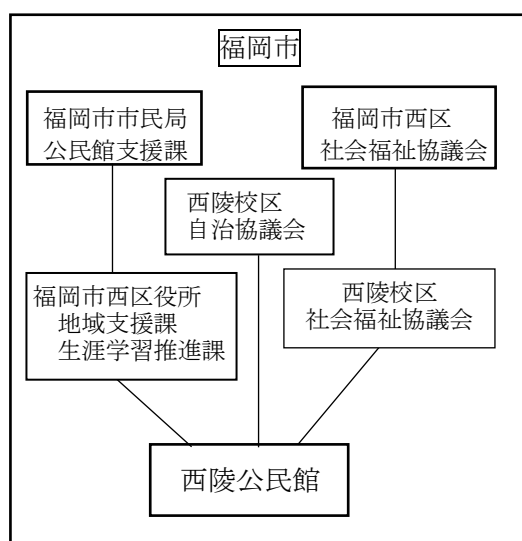 福岡市
福岡市市民局
公民館支援課
福岡市西区
社会福祉協議会
西陵校区
自治協議会
福岡市西区役所
地域支援課
生涯学習推進課
西陵校区
社会福祉協議会
西陵公民館